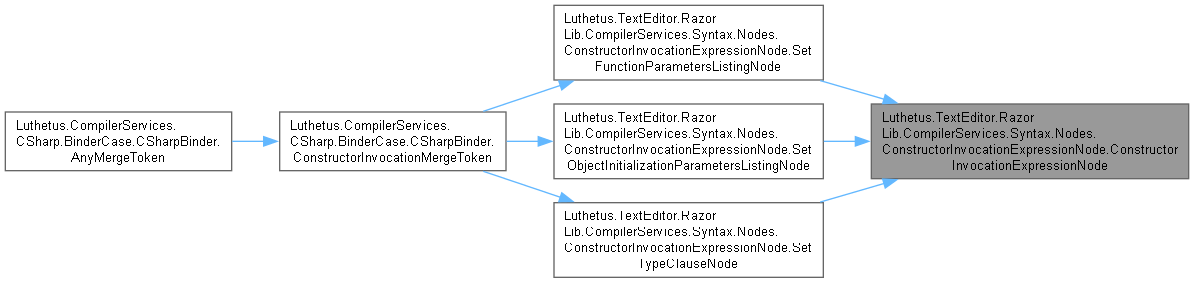 Luthetus.CompilerServices.
CSharp.BinderCase.CSharpBinder.
AnyMergeToken
Luthetus.CompilerServices.
CSharp.BinderCase.CSharpBinder.
ConstructorInvocationMergeToken
Luthetus.TextEditor.Razor
Lib.CompilerServices.Syntax.Nodes.
ConstructorInvocationExpressionNode.Set
FunctionParametersListingNode
Luthetus.TextEditor.Razor
Lib.CompilerServices.Syntax.Nodes.
ConstructorInvocationExpressionNode.Set
ObjectInitializationParametersListingNode
Luthetus.TextEditor.Razor
Lib.CompilerServices.Syntax.Nodes.
ConstructorInvocationExpressionNode.Set
TypeClauseNode
Luthetus.TextEditor.Razor
Lib.CompilerServices.Syntax.Nodes.
ConstructorInvocationExpressionNode.Constructor
InvocationExpressionNode